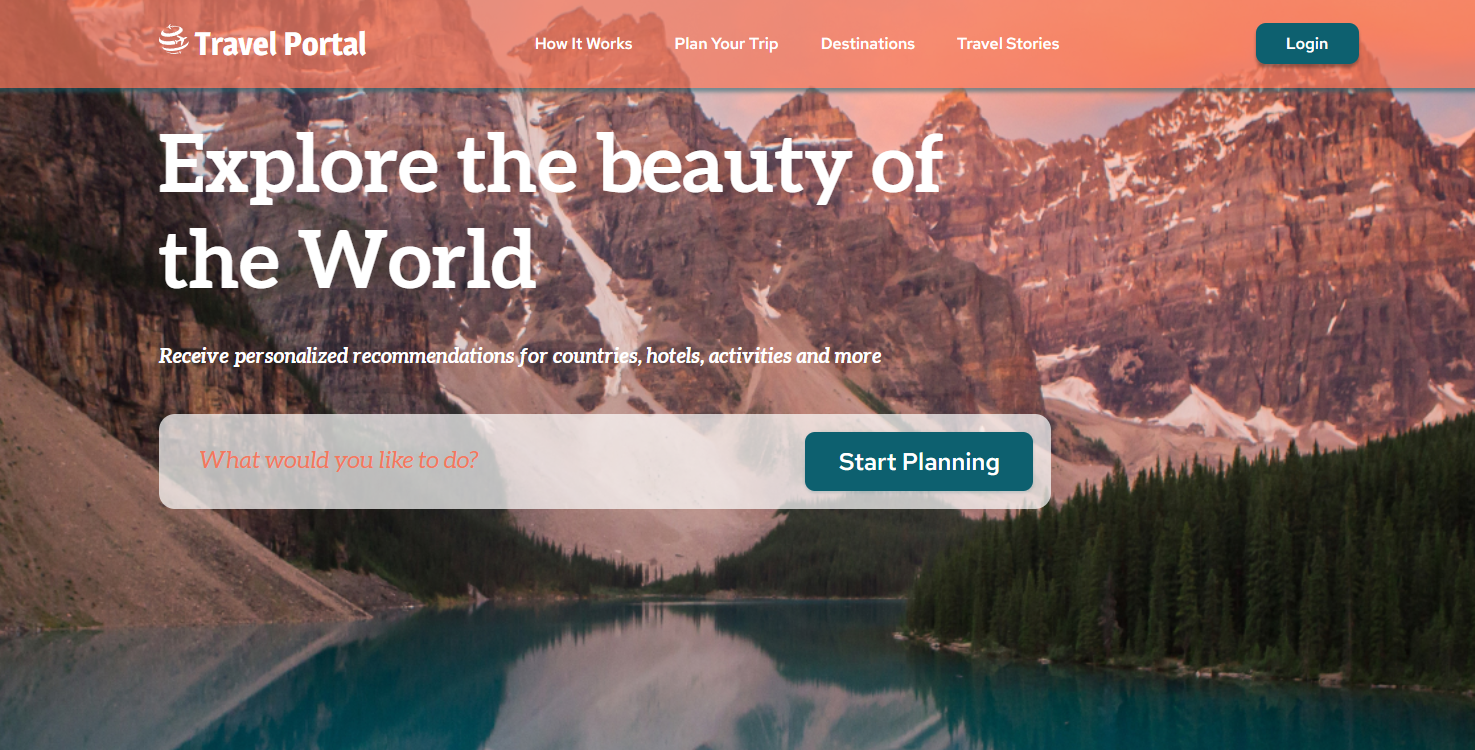 Travel Portal
How It Works
Plan Your Trip
Destinations
Travel Stories
Login
Explore the beauty of
the World
Receive personalized recommendations for countries, hotels, activities and more
What would you like to do?
Start Planning